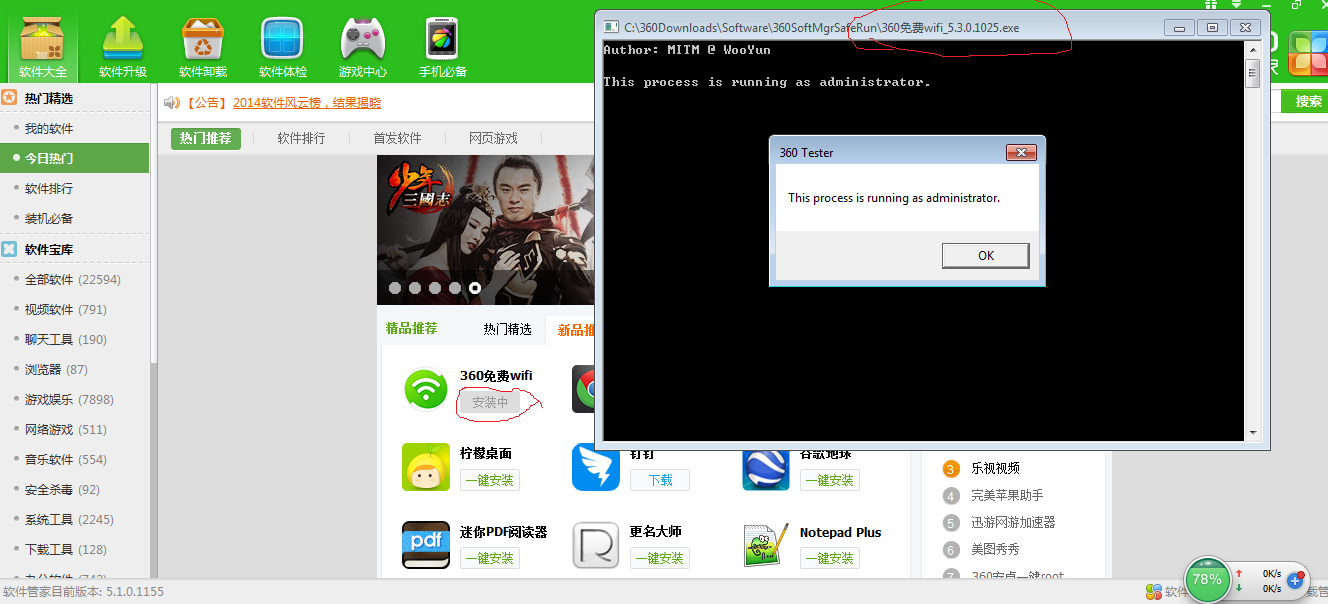 软件大全
软件升级
软件卸载
软件体检
游戏中心
手机必备
C:\360Downloads\Software\360SoftMgrSafeRun\360免费wifi_5.3.0.1025.exe
Author: MITM @ WooYun
This process is running as administrator.
360 Tester
This process is running as administrator.
OK
搜索
热门精选
我的软件
今日热门
软件排行
装机必备
软件宝库
全部软件 (22594)
视频软件 (791)
聊天工具 (190)
浏览器 (87)
游戏娱乐 (7898)
网络游戏 (511)
音乐软件 (554)
安全杀毒 (92)
系统工具 (2245)
下载工具 (128)
【公告】 2014软件风云榜，结果揭晓
热门推荐
软件排行
首发软件
网页游戏
少年三國志
精品推荐
热门精选
新品推
360免费wifi
安装中
柠檬桌面
一键安装
钉钉
下载
谷歌地球
一键安装
pdf
迷你PDF阅读器
一键安装
更名大师
一键安装
Notepad Plus
一键安装
3 乐视视频
4 完美苹果助手
5 迅游网游加速器
6 美图秀秀
7 360安卓一键root
软件管家目前版本: 5.1.0.1155
软件
78%
0K/s
0K/s
载管